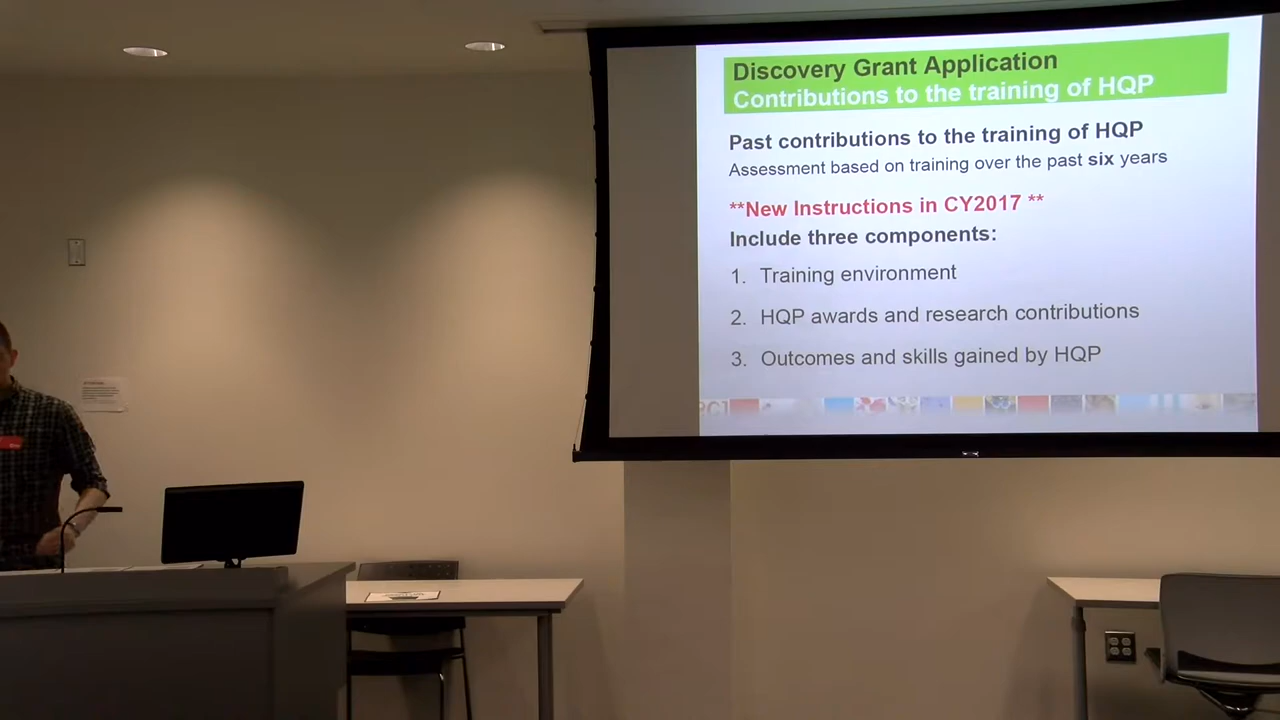 Discovery Grant Application
Contributions to the training of HQP
Past contributions to the training of HQP
Assessment based on training over the past six years
**New Instructions in CY2017 **
Include three components:
1. Training environment
2. HQP awards and research contributions
3. Outcomes and skills gained by HQP